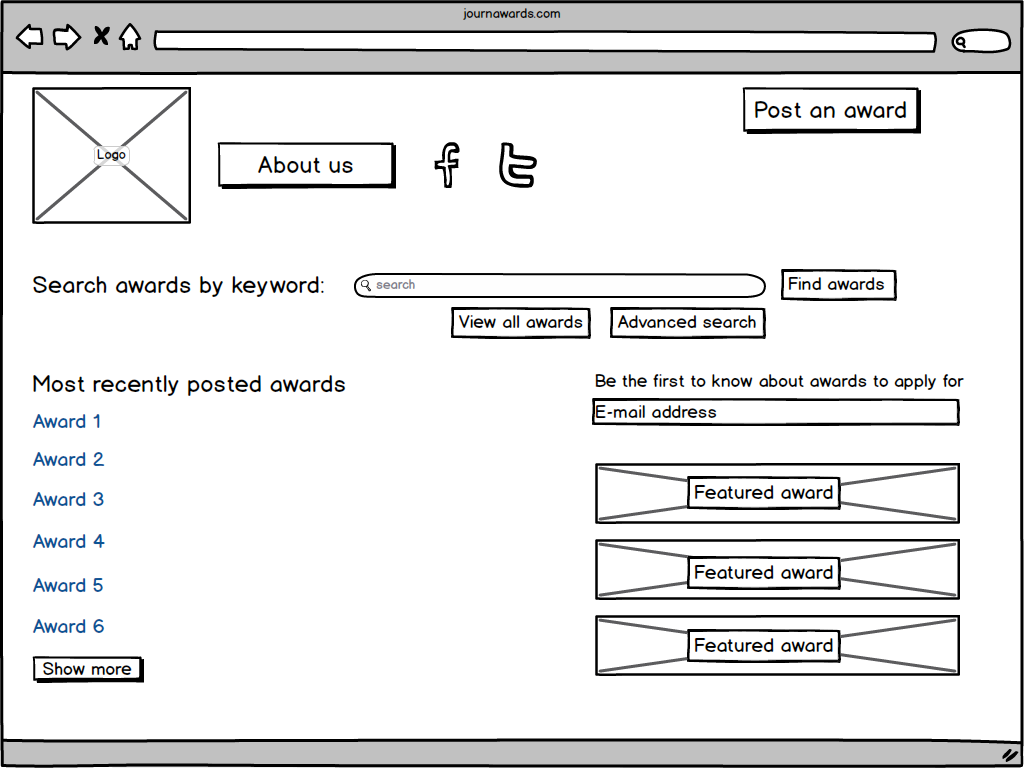 journawards.com
Post an award
Logo
About us
Search awards by keyword:
search
Find awards
View all awards
Advanced search
Most recently posted awards
Award 1
Award 2
Award 3
Award 4
Award 5
Award 6
Show more
Be the first to know about awards to apply for
E-mail address
Featured award
Featured award
Featured award